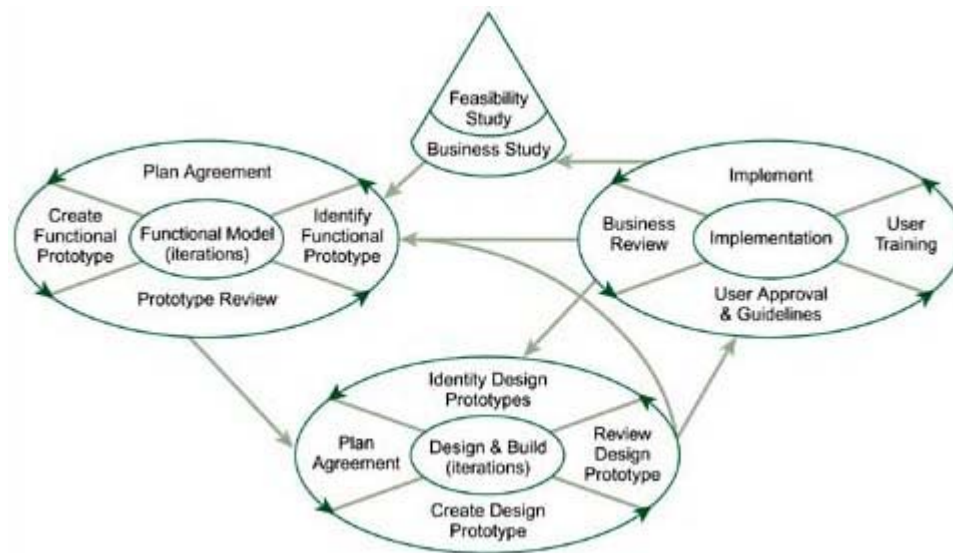 Feasibility
Study
Business Study
Plan Agreement
Create
Functional
Prototype
Functional Model
(iterations)
Identify
Functional
Prototype
Prototype Review
Implement
Business
Review
Implementation
User
Training
User Approval
& Guidelines
Identity Design
Prototypes
Plan
Agreement
Design & Build
(iterations)
Review
Design
Prototype
Create Design
Prototype